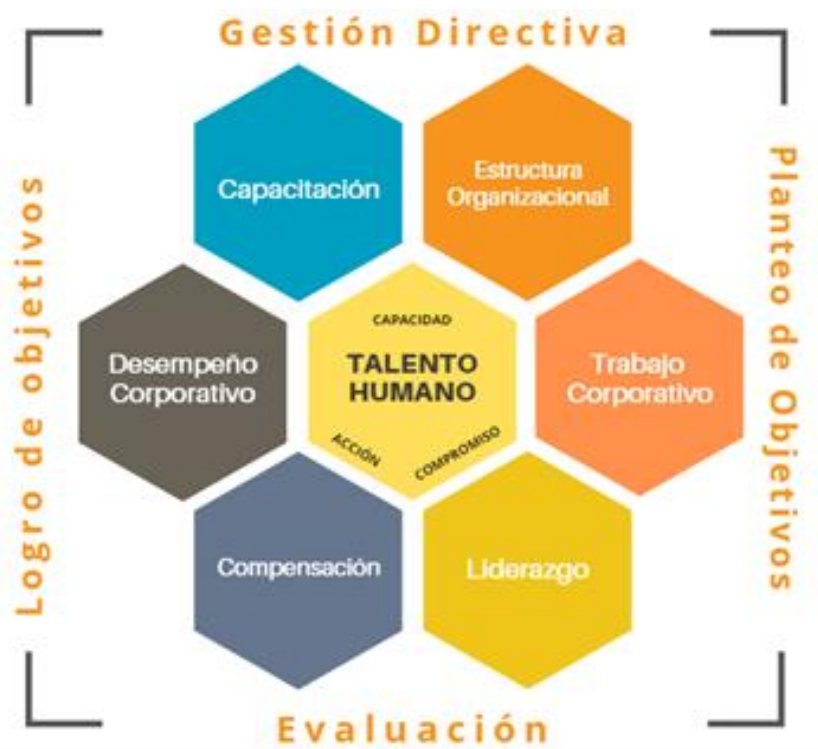 Gestión Directiva
Capacitación
Estructura
Organizacional
Logro de objetivos
Planteo de Objetivos
Desempeño
Corporativo
CAPACIDAD
TALENTO
HUMANO
ACCIÓN
COMPROMISO
Trabajo
Corporativo
Compensación
Liderazgo
Evaluación